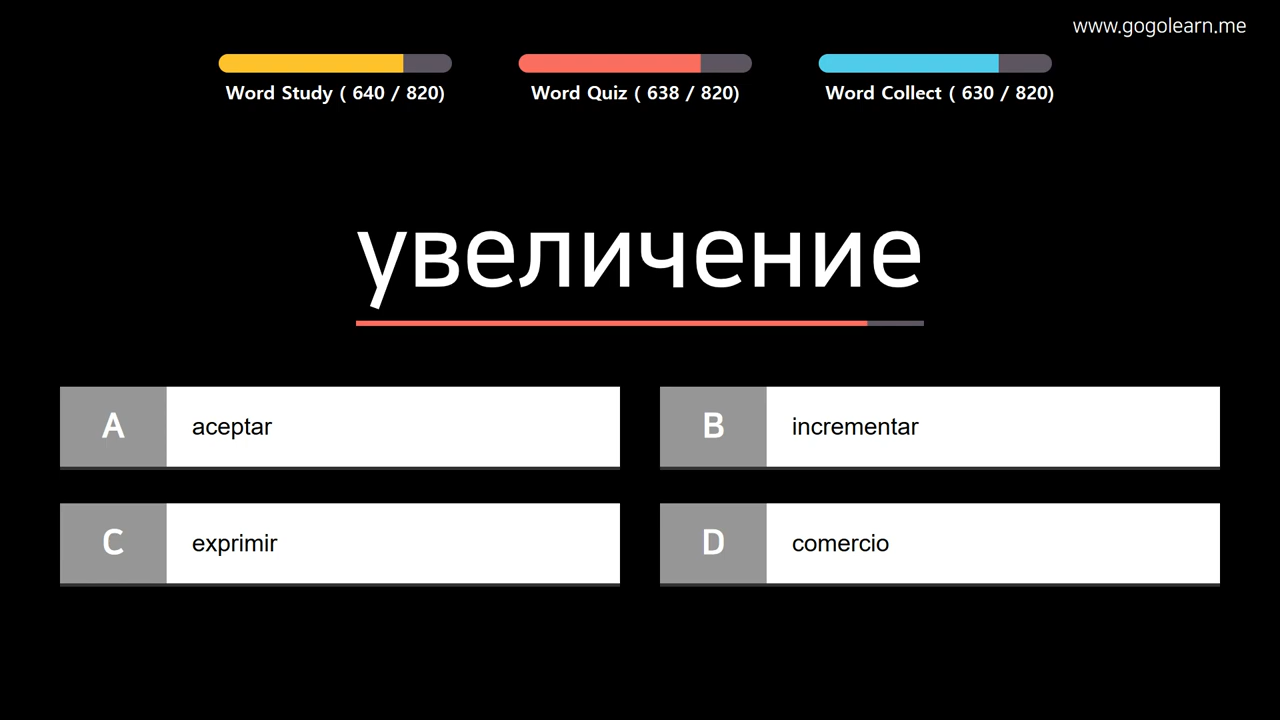 www.gogolearn.me
Word Study ( 640 / 820)
Word Quiz ( 638 / 820)
Word Collect ( 630 / 820)
увеличение
A aceptar
B incrementar
C exprimir
D comercio